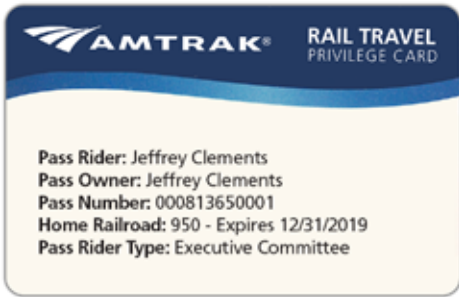 AMTRAK®
RAIL TRAVEL
PRIVILEGE CARD
Pass Rider: Jeffrey Clements
Pass Owner: Jeffrey Clements
Pass Number: 000813650001
Home Railroad: 950 - Expires 12/31/2019
Pass Rider Type: Executive Committee